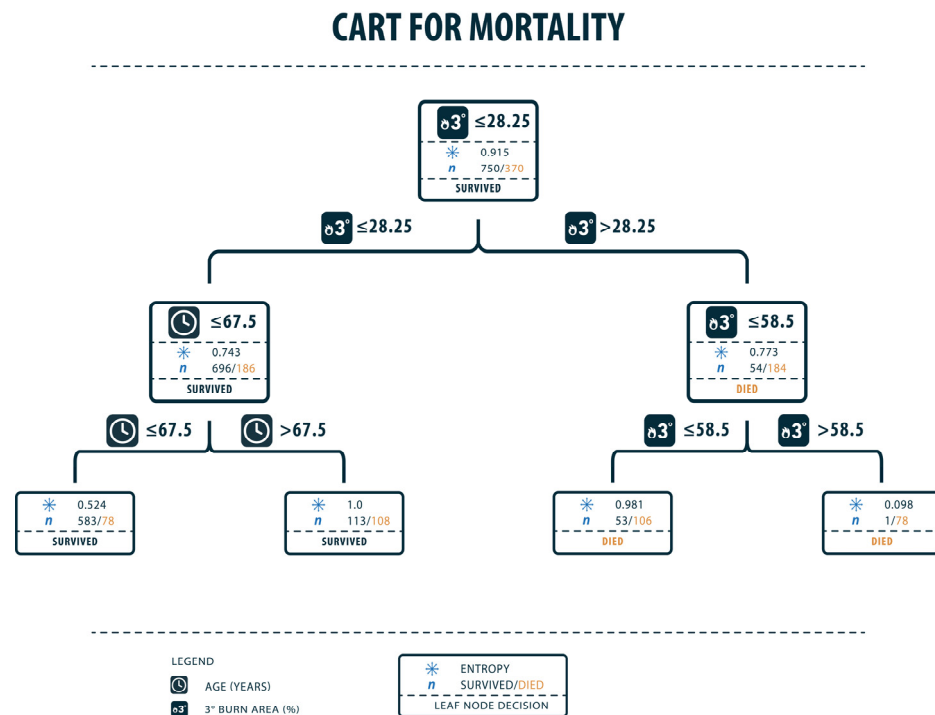 CART FOR MORTALITY
3° ≤28.25
0.915
n 750/370
SURVIVED
3° ≤28.25
3° >28.25
≤67.5
0.743
n 696/186
SURVIVED
3° ≤58.5
0.773
n 54/184
DIED
≤67.5
>67.5
3° ≤58.5
3° >58.5
0.524
n 583/78
SURVIVED
1.0
n 113/108
SURVIVED
0.981
n 53/106
DIED
0.098
n 1/78
DIED
LEGEND
AGE (YEARS)
3° 3° BURN AREA (%)
ENTROPY
n SURVIVED/DIED
LEAF NODE DECISION